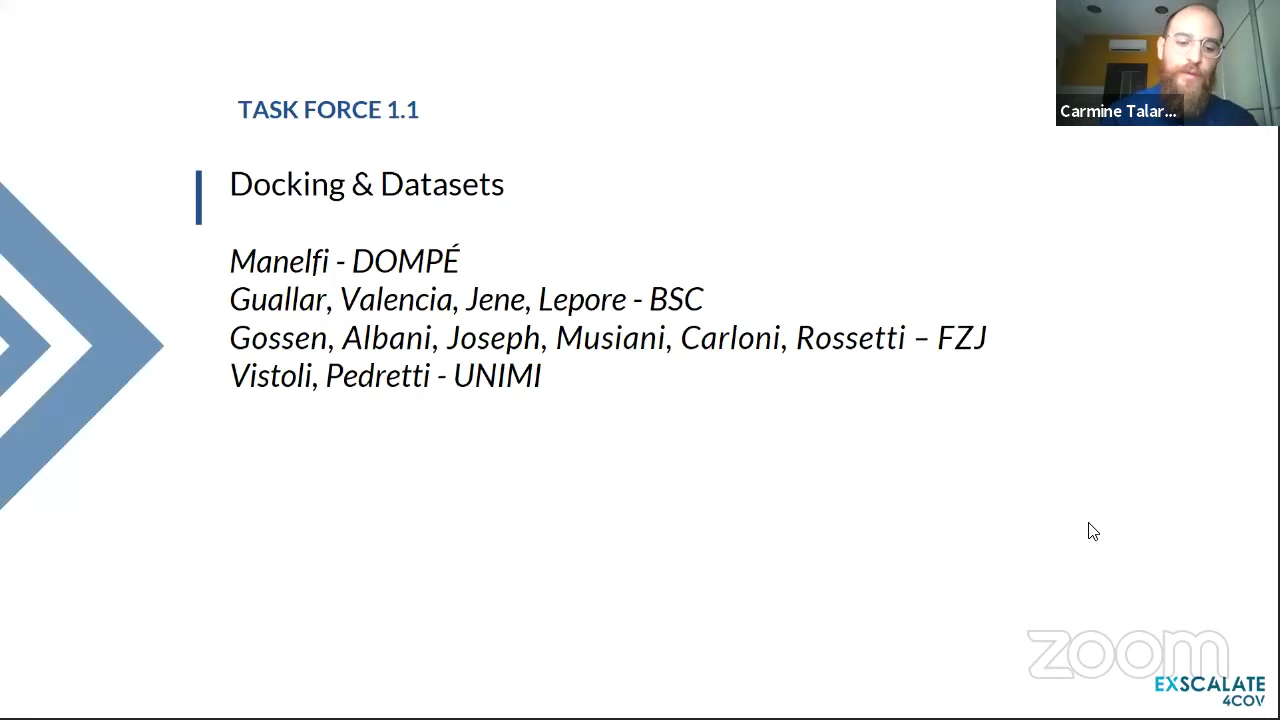 TASK FORCE 1.1
Carmine Talar...
Docking & Datasets
Manelfi - DOMPÉ
Guallar, Valencia, Jene, Lepore - BSC
Gossen, Albani, Joseph, Musiani, Carloni, Rossetti – FZJ
Vistoli, Pedretti - UNIMI
zoom
EXSCALATE
4COV